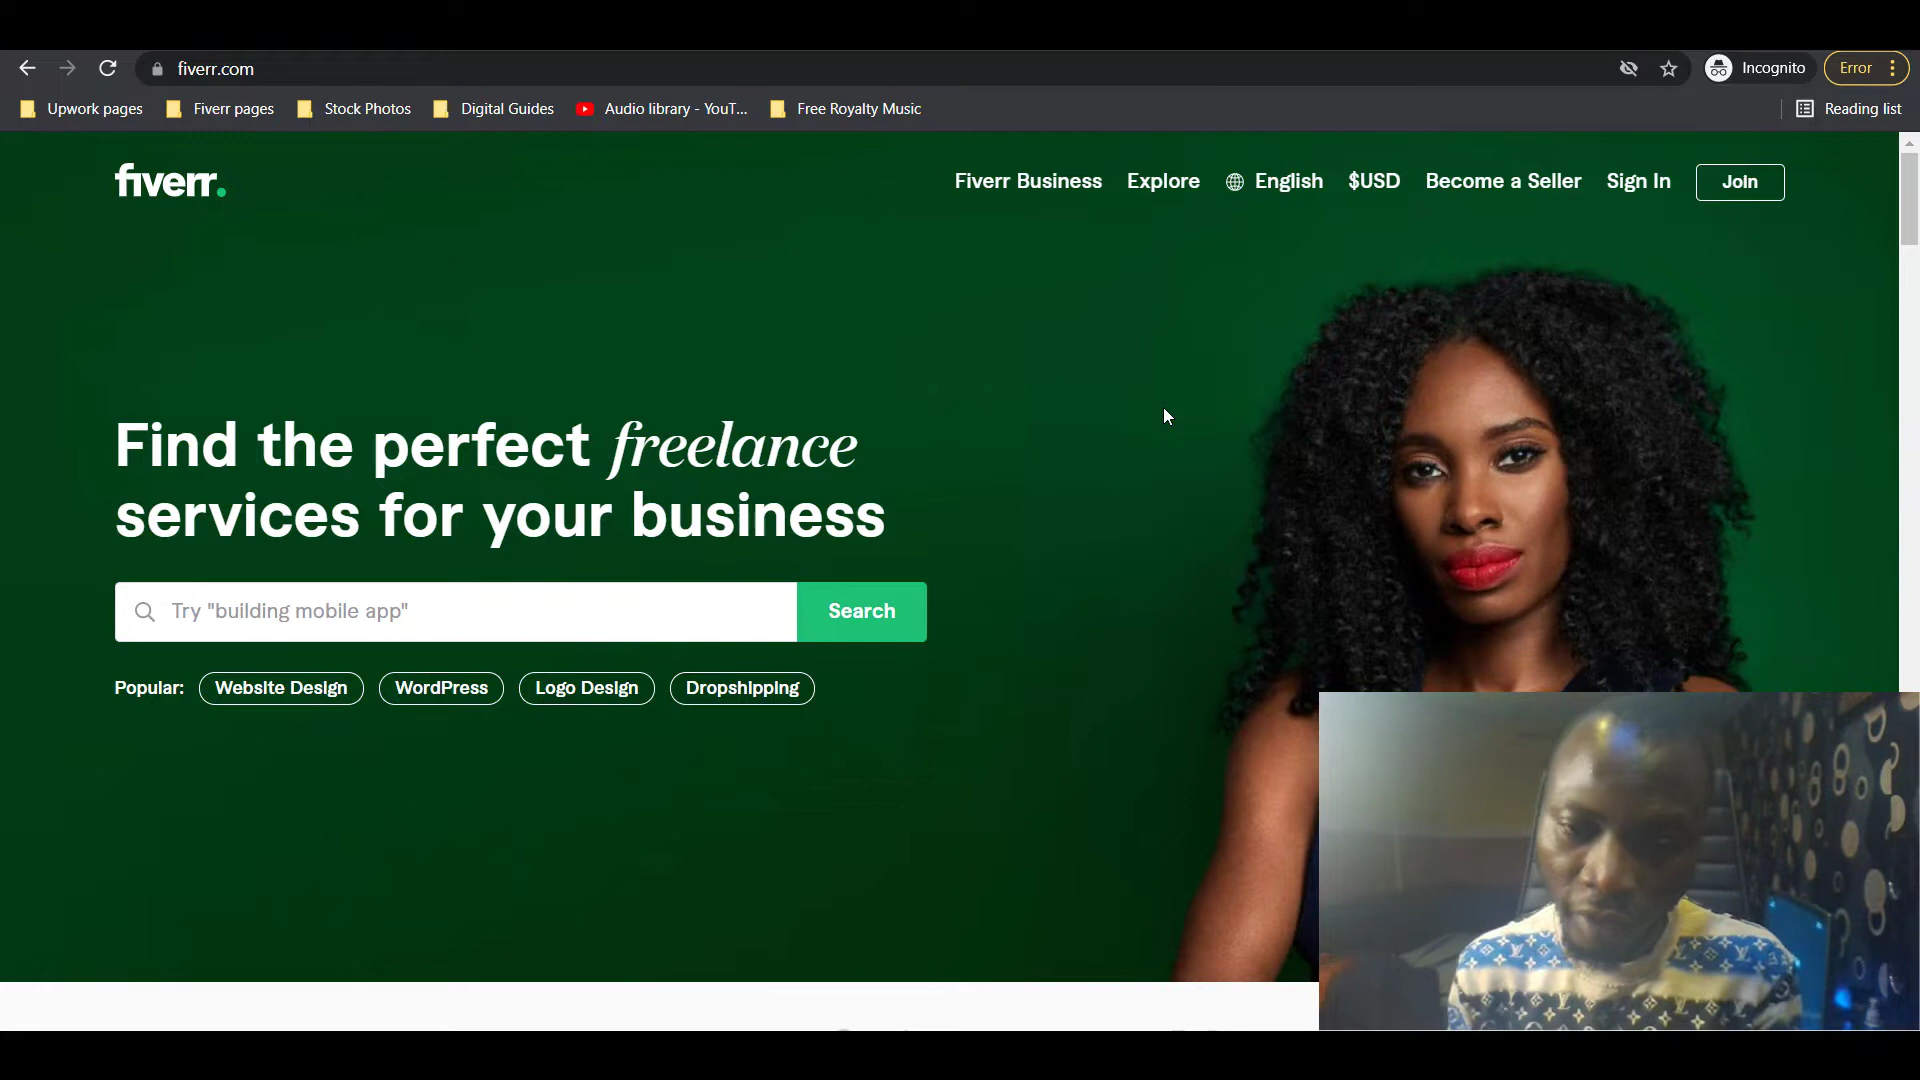 fiverr.com
Incognito
Error
Upwork pages
Fiverr pages
Stock Photos
Digital Guides
Audio library - YouT...
Free Royalty Music
Reading list
fiverr.
Fiverr Business
Explore
English
$USD
Become a Seller
Sign In
Join
Find the perfect freelance
services for your business
Try "building mobile app"
Search
Popular:
Website Design
WordPress
Logo Design
Dropshipping